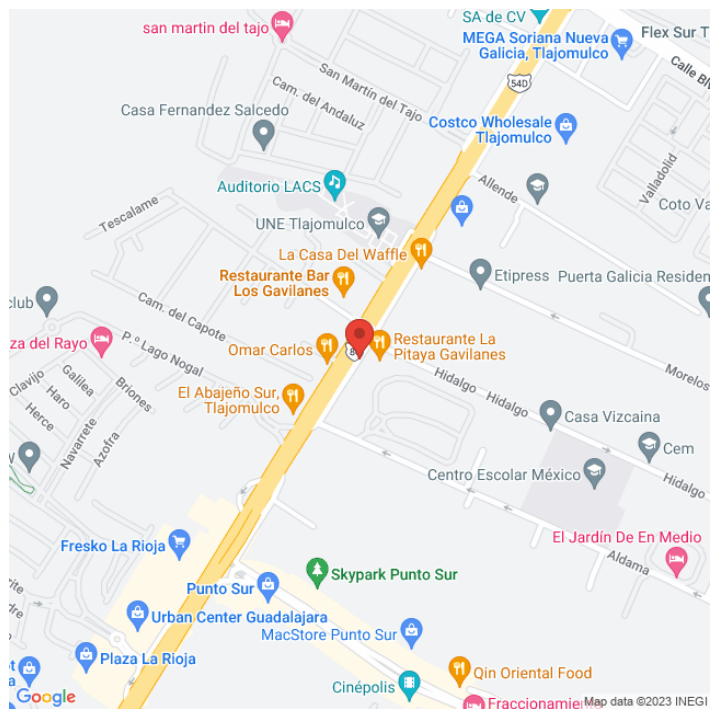 SA de CV
san martin del tajo
MEGA Soriana Nueva
Galicia, Tlajomulco
Flex Sur T
54D
San Martín del Tajo
Calle Blv
Cam. del Andaluz
Casa Fernandez Salcedo
Costco Wholesale
Tlajomulco
Valladolid
Auditorio LACS
Allende
Coto Va
Tescalame
UNE Tlajomulco
La Casa Del Waffle
Restaurante Bar
Los Gavilanes
Etipress
Puerta Galicia Residen
club
Cam. del Capote
za del Rayo
P.º Lago Nogal
Omar Carlos
8
Restaurante La
Pitaya Gavilanes
Morelos
Clavijo
Galilea
Briones
Haro
Herce
Navarrete
Azofra
El Abajeño Sur,
Tlajomulco
Hidalgo
Hidalgo
Casa Vizcaina
Cem
Hidalgo
Centro Escolar México
Fresko La Rioja
El Jardín De En Medio
Aldama
Skypark Punto Sur
Punto Sur
Urban Center Guadalajara
MacStore Punto Sur
Plaza La Rioja
Qin Oriental Food
Cinépolis
Fraccionamie
Google
Map data ©2023 INEGI